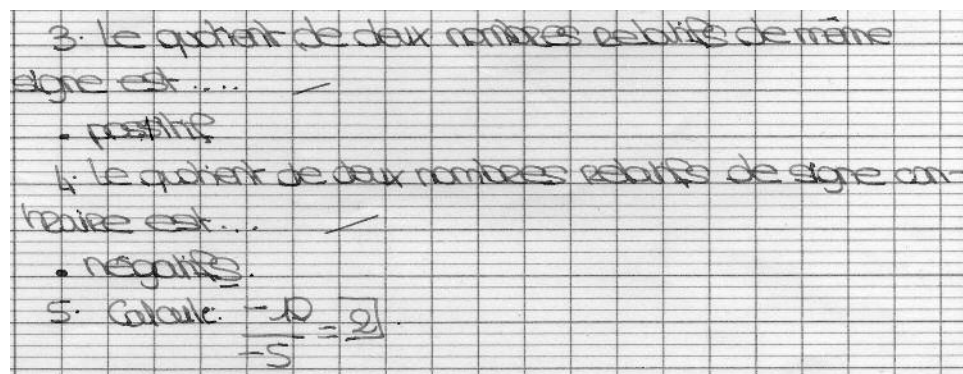 3. Le quotient de deux nombres relatifs de même
signe est....
• positif
4. Le quotient de deux nombres relatifs de signe con-
traire est...
• négatifs.
5. Calcule: -10/-5 = 2